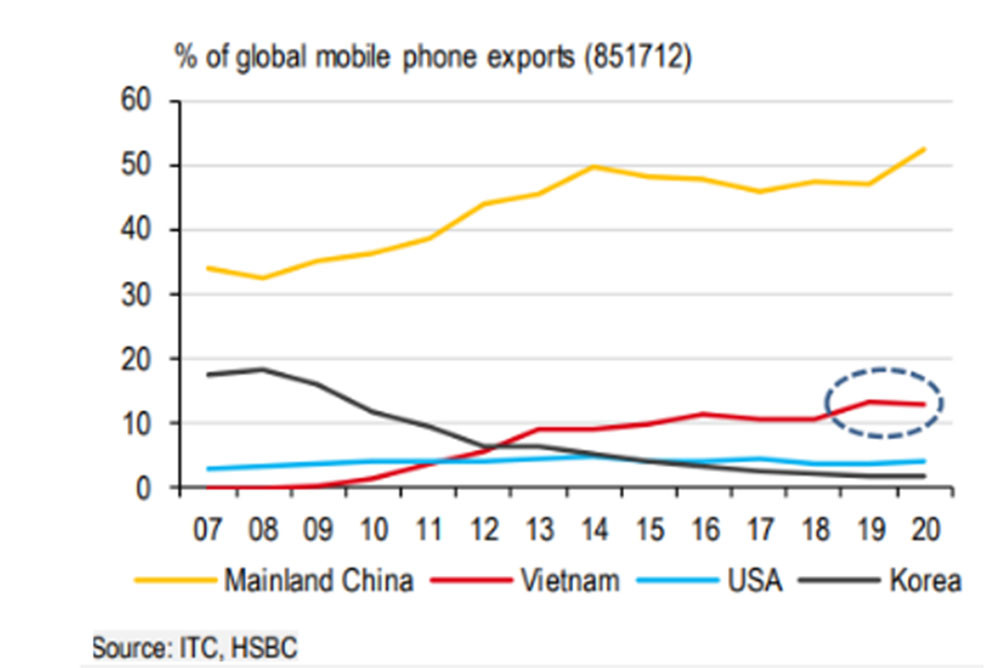 % of global mobile phone exports (851712)
60
50
40
30
20
10
0
07 08 09 10 11 12 13 14 15 16 17 18 19 20
Mainland China Vietnam USA Korea
Source: ITC, HSBC